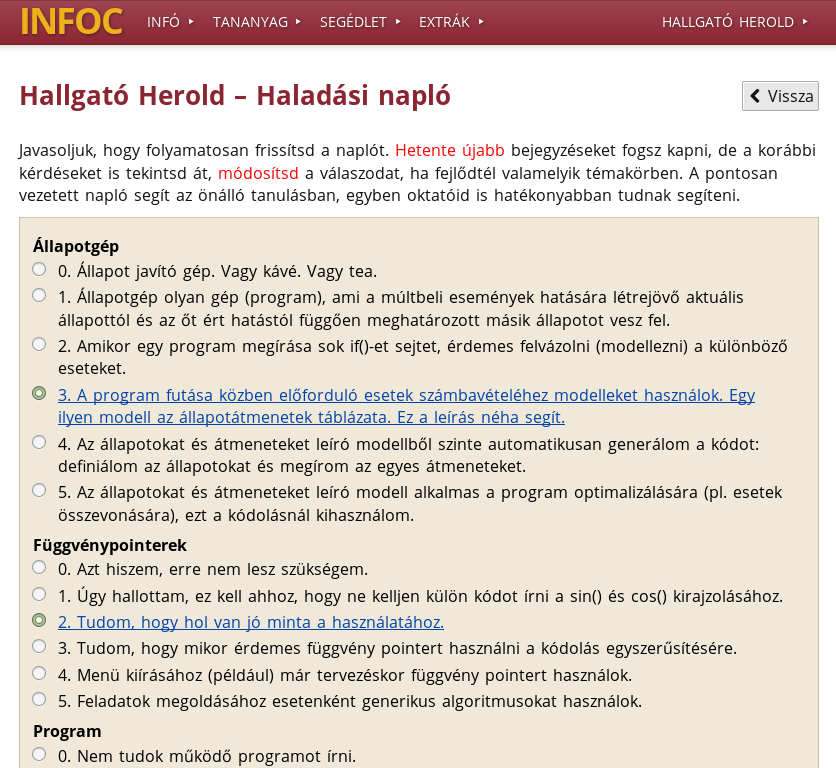 INFOC INFÓ TANANYAG SEGÉDLET EXTRÁK HALLGATÓ HEROLD
Hallgató Herold – Haladási napló
Vissza
Javasoljuk, hogy folyamatosan frissítsd a naplót. Hetente újabb bejegyzéseket fogsz kapni, de a korábbi
kérdéseket is tekintsd át, módosítsd a válaszodat, ha fejlődtél valamelyik témakörben. A pontosan
vezetett napló segít az önálló tanulásban, egyben oktatóid is hatékonyabban tudnak segíteni.
Állapotgép
0. Állapot javító gép. Vagy kávé. Vagy tea.
1. Állapotgép olyan gép (program), ami a múltbeli események hatására létrejövő aktuális
állapottól és az őt ért hatástól függően meghatározott másik állapotot vesz fel.
2. Amikor egy program megírása sok if()-et sejtet, érdemes felvázolni (modellezni) a különböző
eseteket.
3. A program futása közben előforduló esetek számbavételéhez modelleket használok. Egy
ilyen modell az állapotátmenetek táblázata. Ez a leírás néha segít.
4. Az állapotokat és átmeneteket leíró modellből szinte automatikusan generálom a kódot:
definiálom az állapotokat és megírom az egyes átmeneteket.
5. Az állapotokat és átmeneteket leíró modell alkalmas a program optimalizálására (pl. esetek
összevonására), ezt a kódolásnál kihasználom.
Függvénypointerek
0. Azt hiszem, erre nem lesz szükségem.
1. Úgy hallottam, ez kell ahhoz, hogy ne kelljen külön kódot írni a sin() és cos() kirajzolásához.
2. Tudom, hogy hol van jó minta a használatához.
3. Tudom, hogy mikor érdemes függvény pointert használni a kódolás egyszerűsítésére.
4. Menü kiírásához (például) már tervezéskor függvény pointert használok.
5. Feladatok megoldásához esetenként generikus algoritmusokat használok.
Program
0. Nem tudok működő programot írni.